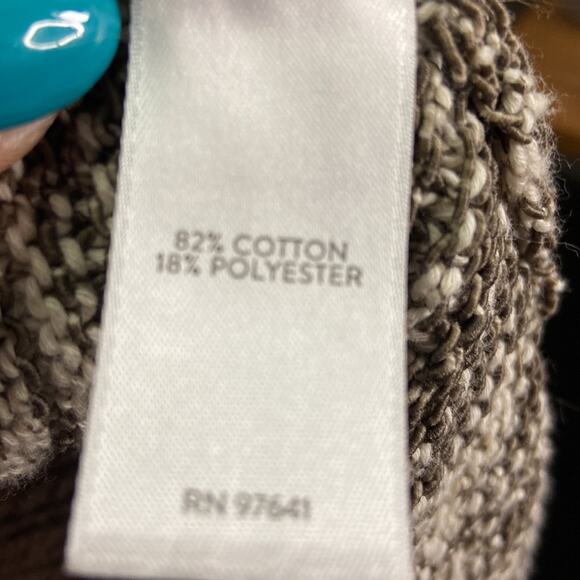 82% COTTON
18% POLYESTER
RN 97641